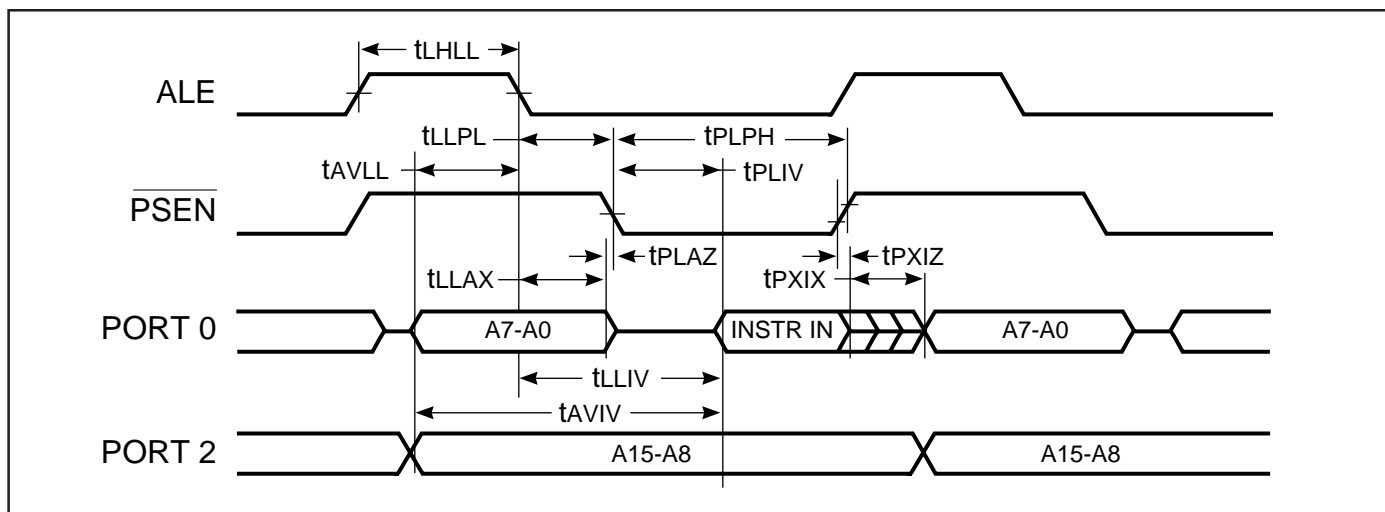 tLHLL
ALE
tLLPL
tPLPH
tAVLL
tPLIV
PSEN
tPLAZ
tPXIZ
tLLAX
tPXIX
PORT 0
A7-A0
INSTR IN
A7-A0
tLLIV
tAVIV
PORT 2
A15-A8
A15-A8